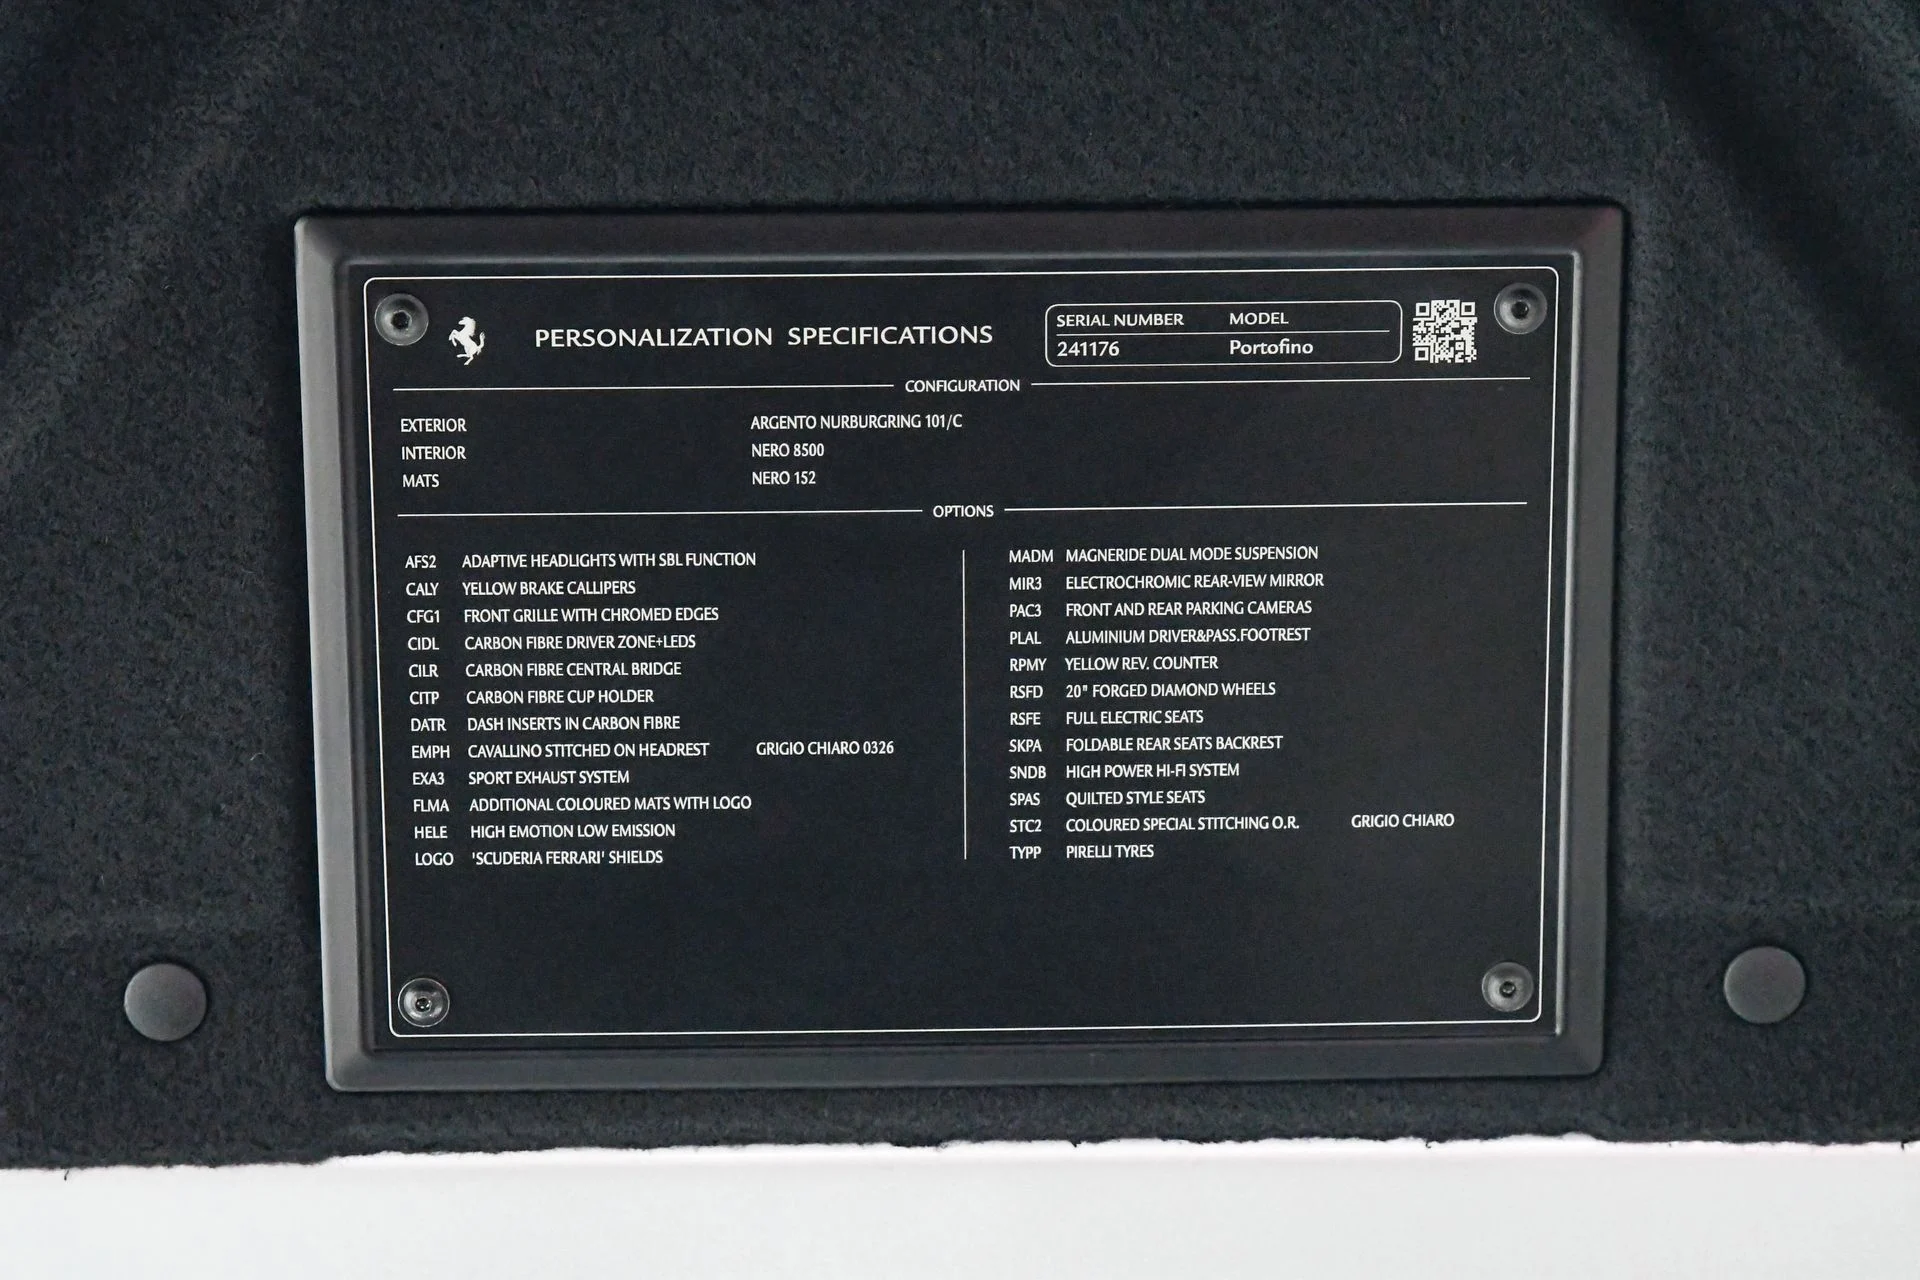 PERSONALIZATION SPECIFICATIONS
SERIAL NUMBER MODEL
241176 Portofino
CONFIGURATION
EXTERIOR ARGENTO NURBURGRING 101/C
INTERIOR NERO 8500
MATS NERO 152
OPTIONS
AFS2 ADAPTIVE HEADLIGHTS WITH SBL FUNCTION
CALY YELLOW BRAKE CALLIPERS
CFG1 FRONT GRILLE WITH CHROMED EDGES
CIDL CARBON FIBRE DRIVER ZONE+LEDS
CILR CARBON FIBRE CENTRAL BRIDGE
CITP CARBON FIBRE CUP HOLDER
DATR DASH INSERTS IN CARBON FIBRE
EMPH CAVALLINO STITCHED ON HEADREST GRIGIO CHIARO 0326
EXA3 SPORT EXHAUST SYSTEM
FLMA ADDITIONAL COLOURED MATS WITH LOGO
HELE HIGH EMOTION LOW EMISSION
LOGO 'SCUDERIA FERRARI' SHIELDS
MADM MAGNERIDE DUAL MODE SUSPENSION
MIR3 ELECTROCHROMIC REAR-VIEW MIRROR
PAC3 FRONT AND REAR PARKING CAMERAS
PLAL ALUMINIUM DRIVER&PASS.FOOTREST
RPMY YELLOW REV. COUNTER
RSFD 20" FORGED DIAMOND WHEELS
RSFE FULL ELECTRIC SEATS
SKPA FOLDABLE REAR SEATS BACKREST
SNDB HIGH POWER HI-FI SYSTEM
SPAS QUILTED STYLE SEATS
STC2 COLOURED SPECIAL STITCHING O.R. GRIGIO CHIARO
TYPP PIRELLI TYRES